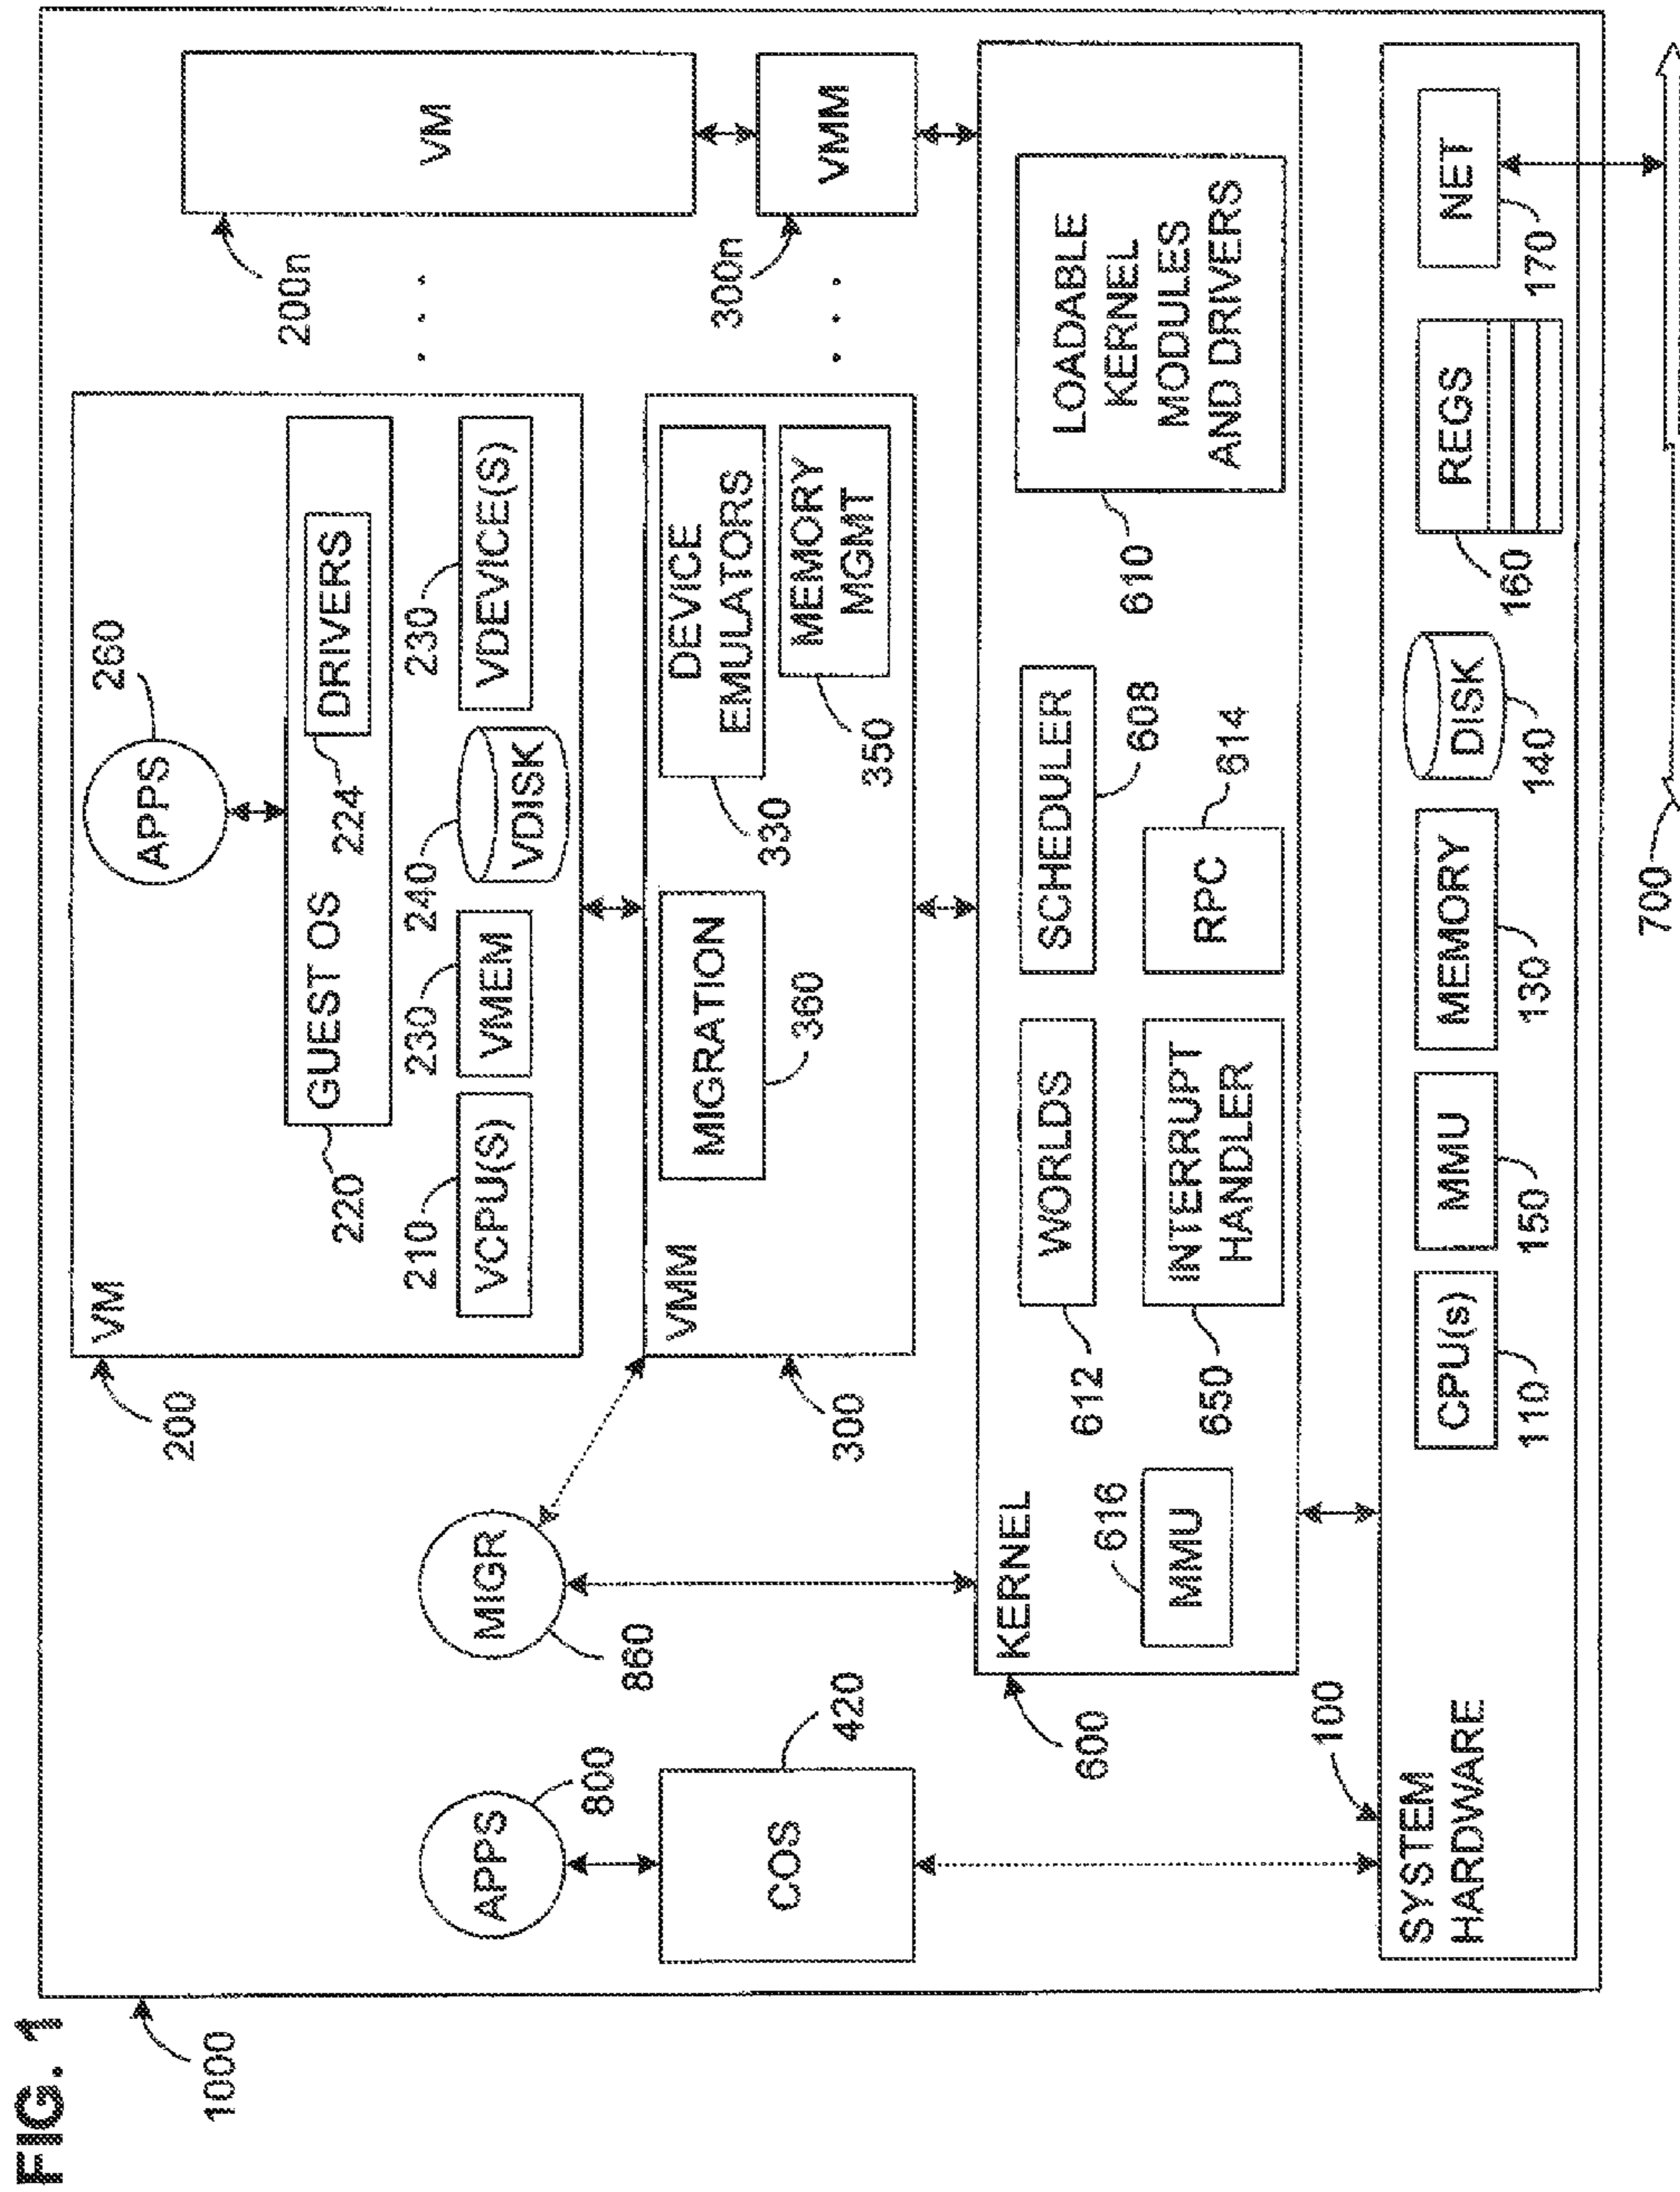 FIG. 1
1000
VM
200
APPS
260
GUEST OS
220
DRIVERS
224
VCPU(S)
210
VMEM
230
VDISK
240
VDEVICE(S)
230
VM
200n
. . .
VMM
300
MIGRATION
360
DEVICE
EMULATORS
330
MEMORY
MGMT
350
VMM
300n
. . .
APPS
800
MIGR
860
COS
420
KERNEL
600
MMU
616
WORLDS
612
INTERRUPT
HANDLER
650
SCHEDULER
608
RPC
614
LOADABLE
KERNEL
MODULES
AND DRIVERS
610
SYSTEM
HARDWARE
100
CPU(s)
110
MMU
150
MEMORY
130
DISK
140
REGS
160
NET
170
700